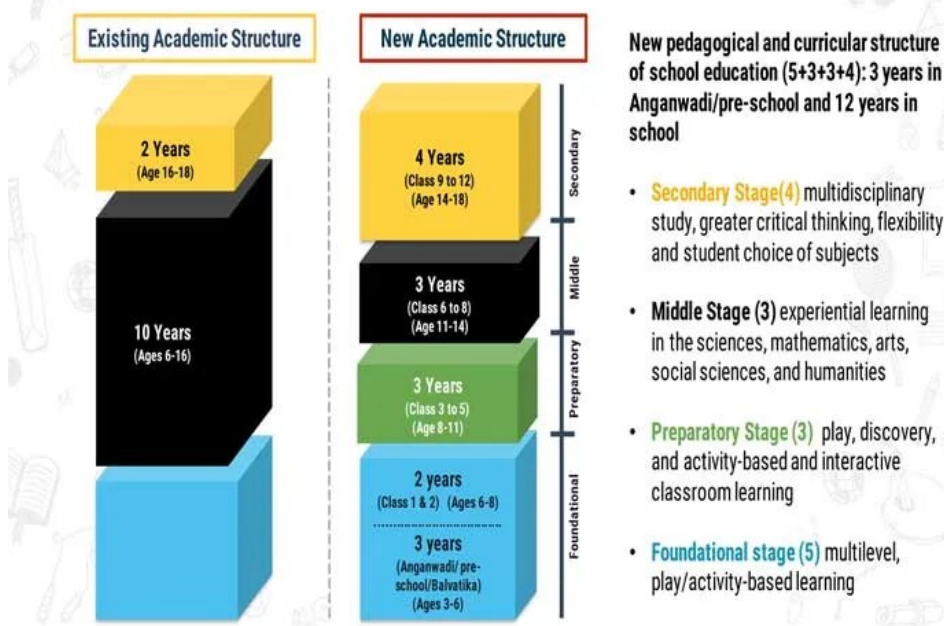 Existing Academic Structure
2 Years
(Age 16-18)
10 Years
(Ages 6-16)
New Academic Structure
4 Years
(Class 9 to 12)
(Age 14-18)
3 Years
(Class 6 to 8)
(Age 11-14)
3 Years
(Class 3 to 5)
(Age 8-11)
2 years
(Class 1 & 2) (Ages 6-8)
3 years
(Anganwadi/ pre-
school/Balvatika)
(Ages 3-6)
Secondary
Middle
Preparatory
Foundational
New pedagogical and curricular structure
of school education (5+3+3+4): 3 years in
Anganwadi/pre-school and 12 years in
school
• Secondary Stage(4) multidisciplinary
study, greater critical thinking, flexibility
and student choice of subjects
• Middle Stage (3) experiential learning
in the sciences, mathematics, arts,
social sciences, and humanities
• Preparatory Stage (3) play, discovery,
and activity-based and interactive
classroom learning
• Foundational stage (5) multilevel,
play/activity-based learning